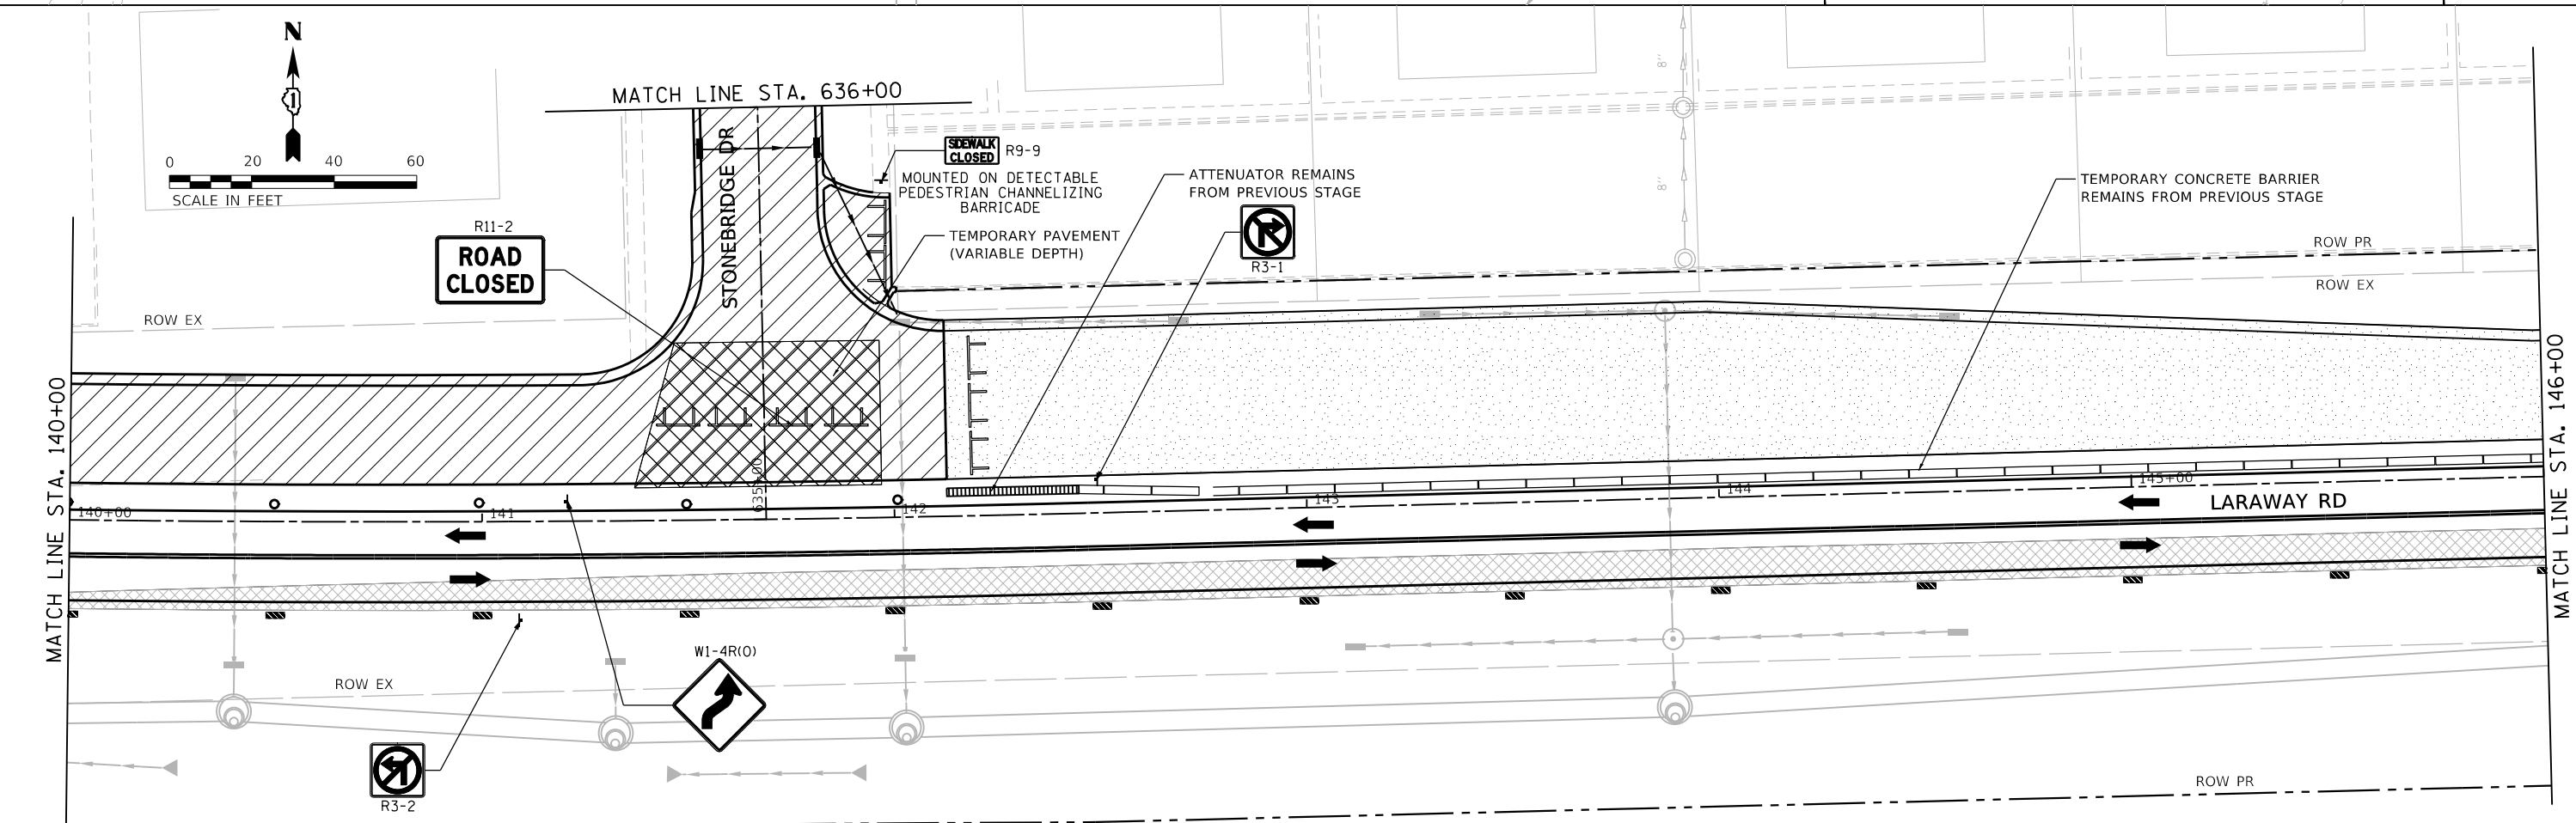 N
0 20 40 60
SCALE IN FEET
MATCH LINE STA. 636+00
STONEBRIDGE DR
SIDEWALK
CLOSED
R9-9
MOUNTED ON DETECTABLE
PEDESTRIAN CHANNELIZING
BARRICADE
TEMPORARY PAVEMENT
(VARIABLE DEPTH)
ATTENUATOR REMAINS
FROM PREVIOUS STAGE
R3-1
8"
8"
TEMPORARY CONCRETE BARRIER
REMAINS FROM PREVIOUS STAGE
ROW PR
ROW EX
R11-2
ROAD
CLOSED
ROW EX
MATCH LINE STA. 140+00
MATCH LINE STA. 146+00
140+00
141
142
143
144
145+00
LARAWAY RD
ROW EX
W1-4R(O)
R3-2
ROW PR